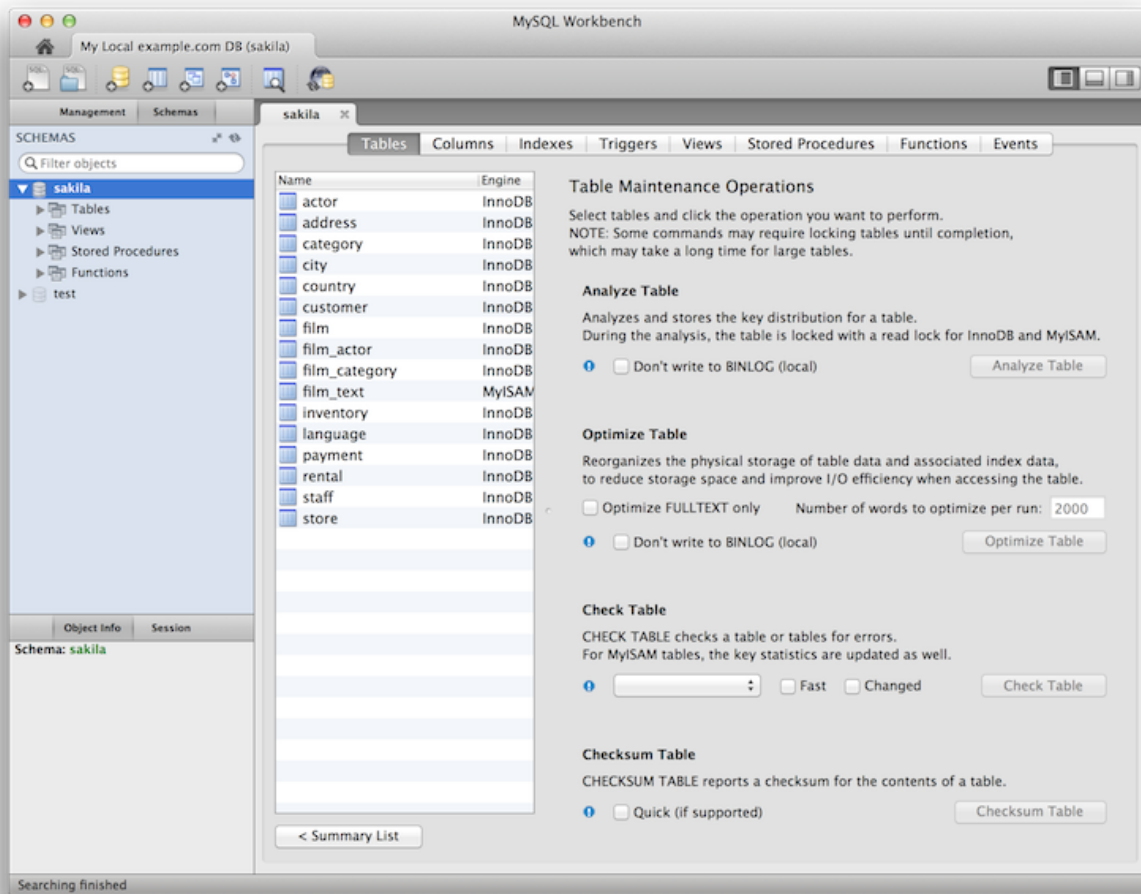 MySQL Workbench
My Local example.com DB (sakila)
Management Schemas
SCHEMAS
Filter objects
sakila
Tables
Views
Stored Procedures
Functions
test
Object Info Session
Schema: sakila
sakila
Tables Columns Indexes Triggers Views Stored Procedures Functions Events
Name Engine
actor InnoDB
address InnoDB
category InnoDB
city InnoDB
country InnoDB
customer InnoDB
film InnoDB
film_actor InnoDB
film_category InnoDB
film_text MyISAM
inventory InnoDB
language InnoDB
payment InnoDB
rental InnoDB
staff InnoDB
store InnoDB
< Summary List
Table Maintenance Operations
Select tables and click the operation you want to perform.
NOTE: Some commands may require locking tables until completion,
which may take a long time for large tables.
Analyze Table
Analyzes and stores the key distribution for a table.
During the analysis, the table is locked with a read lock for InnoDB and MyISAM.
Don't write to BINLOG (local) Analyze Table
Optimize Table
Reorganizes the physical storage of table data and associated index data,
to reduce storage space and improve I/O efficiency when accessing the table.
Optimize FULLTEXT only Number of words to optimize per run: 2000
Don't write to BINLOG (local) Optimize Table
Check Table
CHECK TABLE checks a table or tables for errors.
For MyISAM tables, the key statistics are updated as well.
Fast Changed Check Table
Checksum Table
CHECKSUM TABLE reports a checksum for the contents of a table.
Quick (if supported) Checksum Table
Searching finished